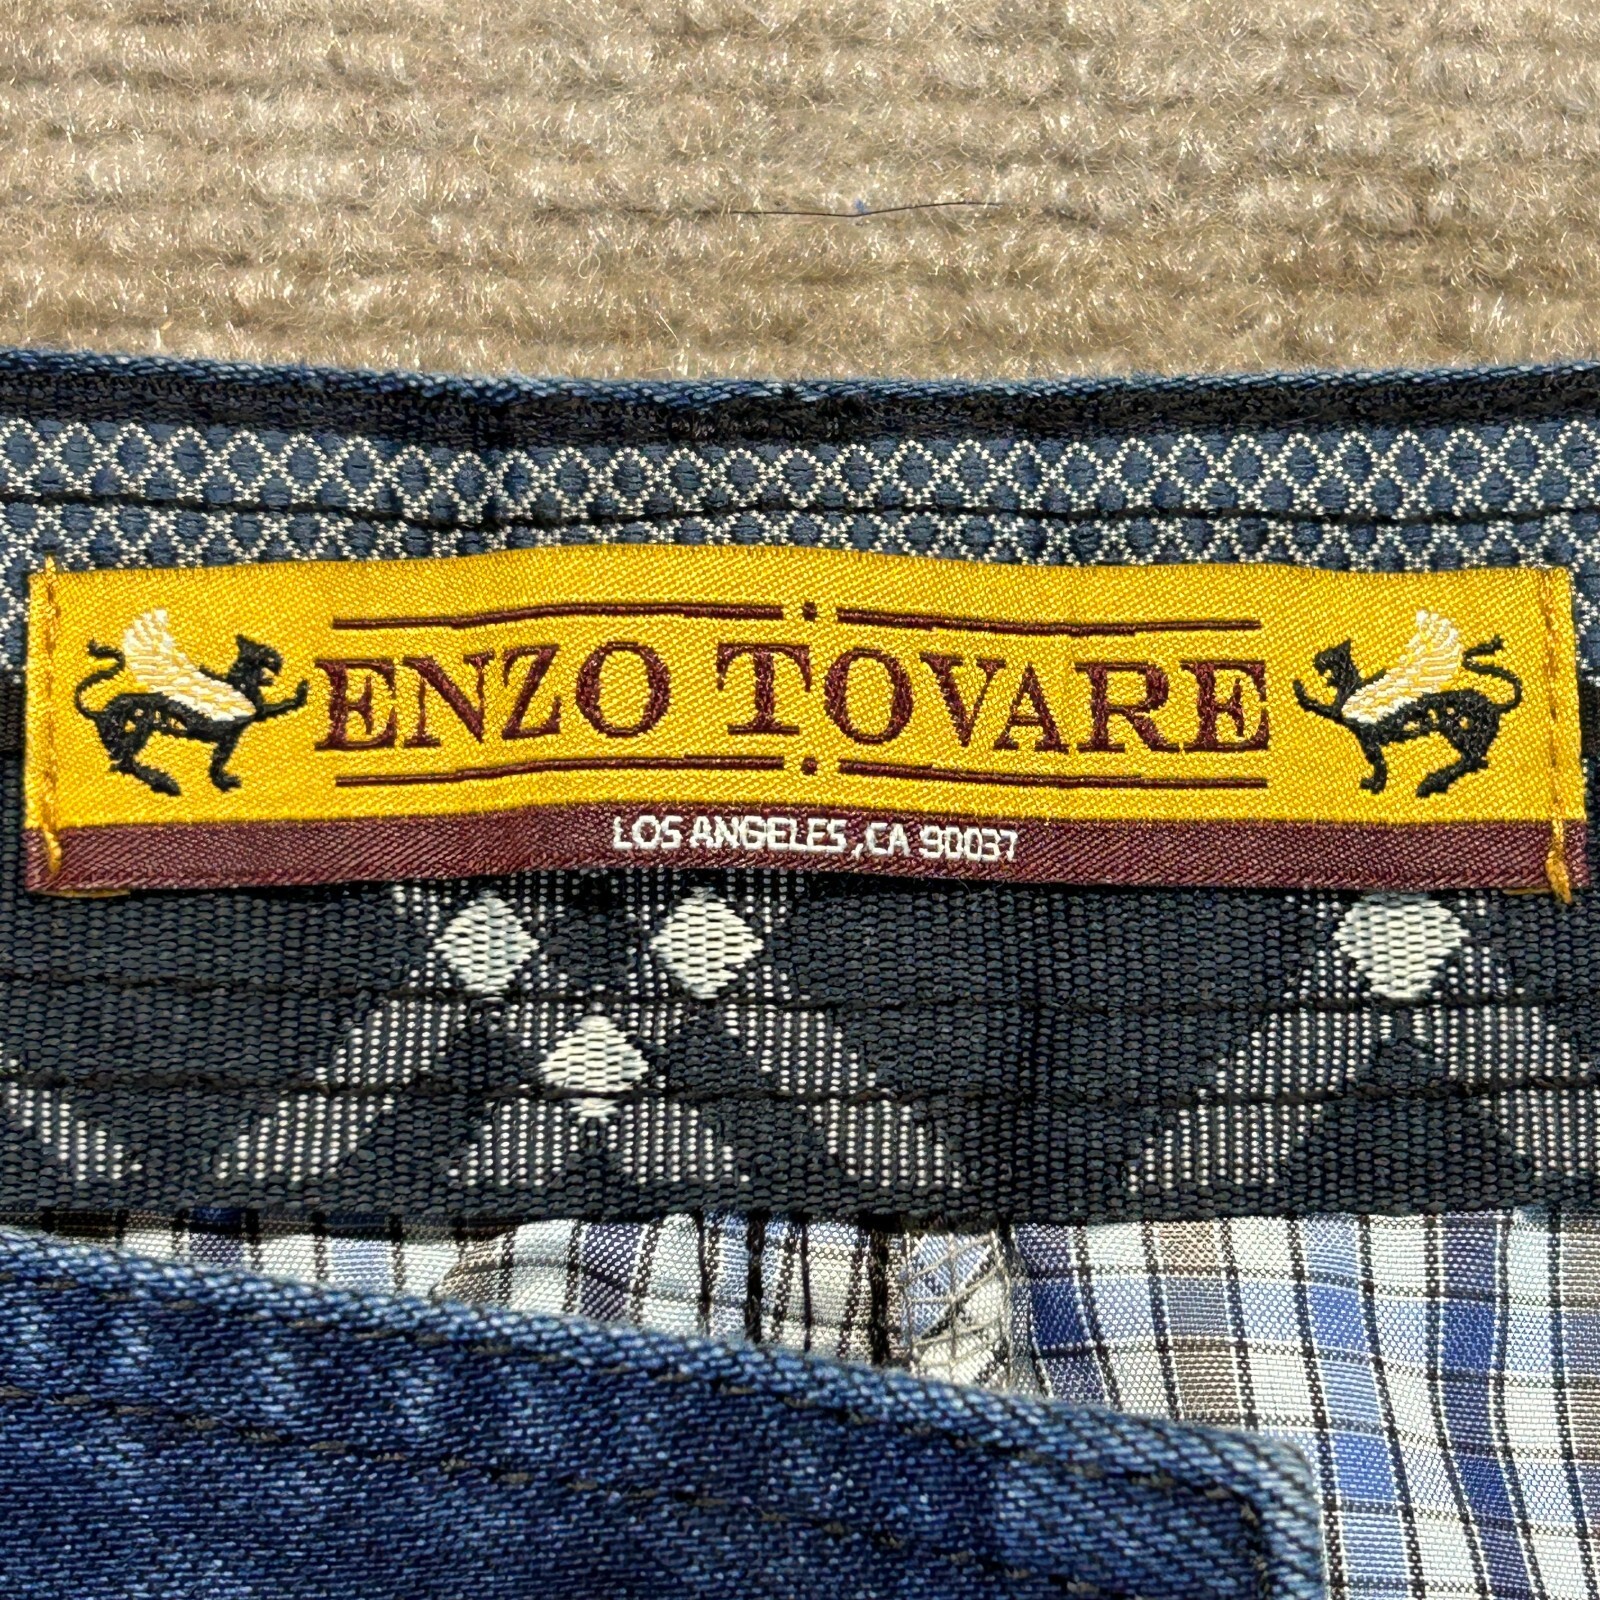 ENZO TOVARE
LOS ANGELES ,CA 90037